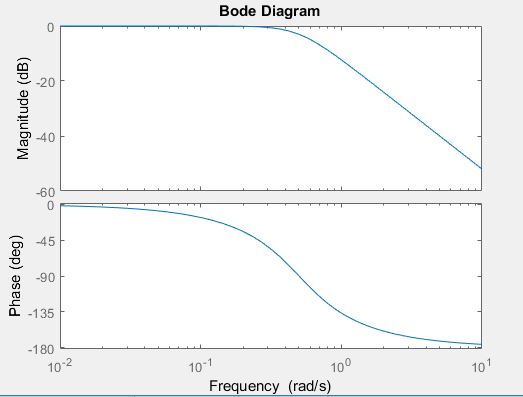 Bode Diagram
Magnitude (dB)
0
-20
-40
-60
Phase (deg)
0
-45
-90
-135
-180
10^-2 10^-1 10^0 10^1
Frequency (rad/s)